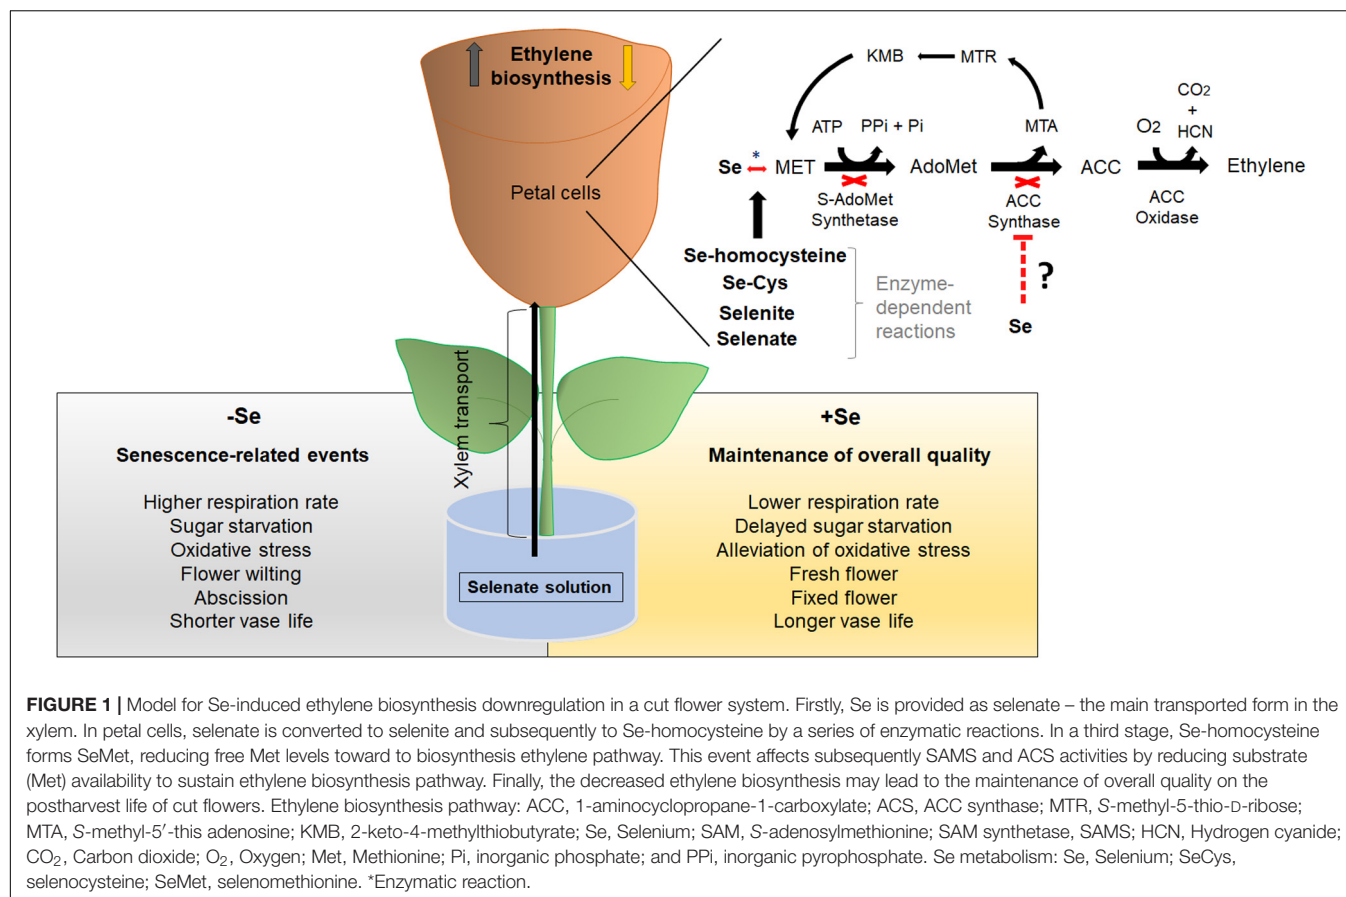 Ethylene
biosynthesis
Petal cells
KMB
MTR
CO2
+
HCN
ATP
PPi + Pi
MTA
O2
Se
*
MET
AdoMet
ACC
Ethylene
S-AdoMet
Synthetase
ACC
Synthase
ACC
Oxidase
Se-homocysteine
Se-Cys
Selenite
Selenate
Enzyme-
dependent
reactions
?
Se
Xylem transport
-Se
Senescence-related events
Higher respiration rate
Sugar starvation
Oxidative stress
Flower wilting
Abscission
Shorter vase life
Selenate solution
+Se
Maintenance of overall quality
Lower respiration rate
Delayed sugar starvation
Alleviation of oxidative stress
Fresh flower
Fixed flower
Longer vase life
FIGURE 1 | Model for Se-induced ethylene biosynthesis downregulation in a cut flower system. Firstly, Se is provided as selenate – the main transported form in the
xylem. In petal cells, selenate is converted to selenite and subsequently to Se-homocysteine by a series of enzymatic reactions. In a third stage, Se-homocysteine
forms SeMet, reducing free Met levels toward to biosynthesis ethylene pathway. This event affects subsequently SAMS and ACS activities by reducing substrate
(Met) availability to sustain ethylene biosynthesis pathway. Finally, the decreased ethylene biosynthesis may lead to the maintenance of overall quality on the
postharvest life of cut flowers. Ethylene biosynthesis pathway: ACC, 1-aminocyclopropane-1-carboxylate; ACS, ACC synthase; MTR, S-methyl-5-thio-D-ribose;
MTA, S-methyl-5′-this adenosine; KMB, 2-keto-4-methylthiobutyrate; Se, Selenium; SAM, S-adenosylmethionine; SAM synthetase, SAMS; HCN, Hydrogen cyanide;
CO2, Carbon dioxide; O2, Oxygen; Met, Methionine; Pi, inorganic phosphate; and PPi, inorganic pyrophosphate. Se metabolism: Se, Selenium; SeCys,
selenocysteine; SeMet, selenomethionine. *Enzymatic reaction.